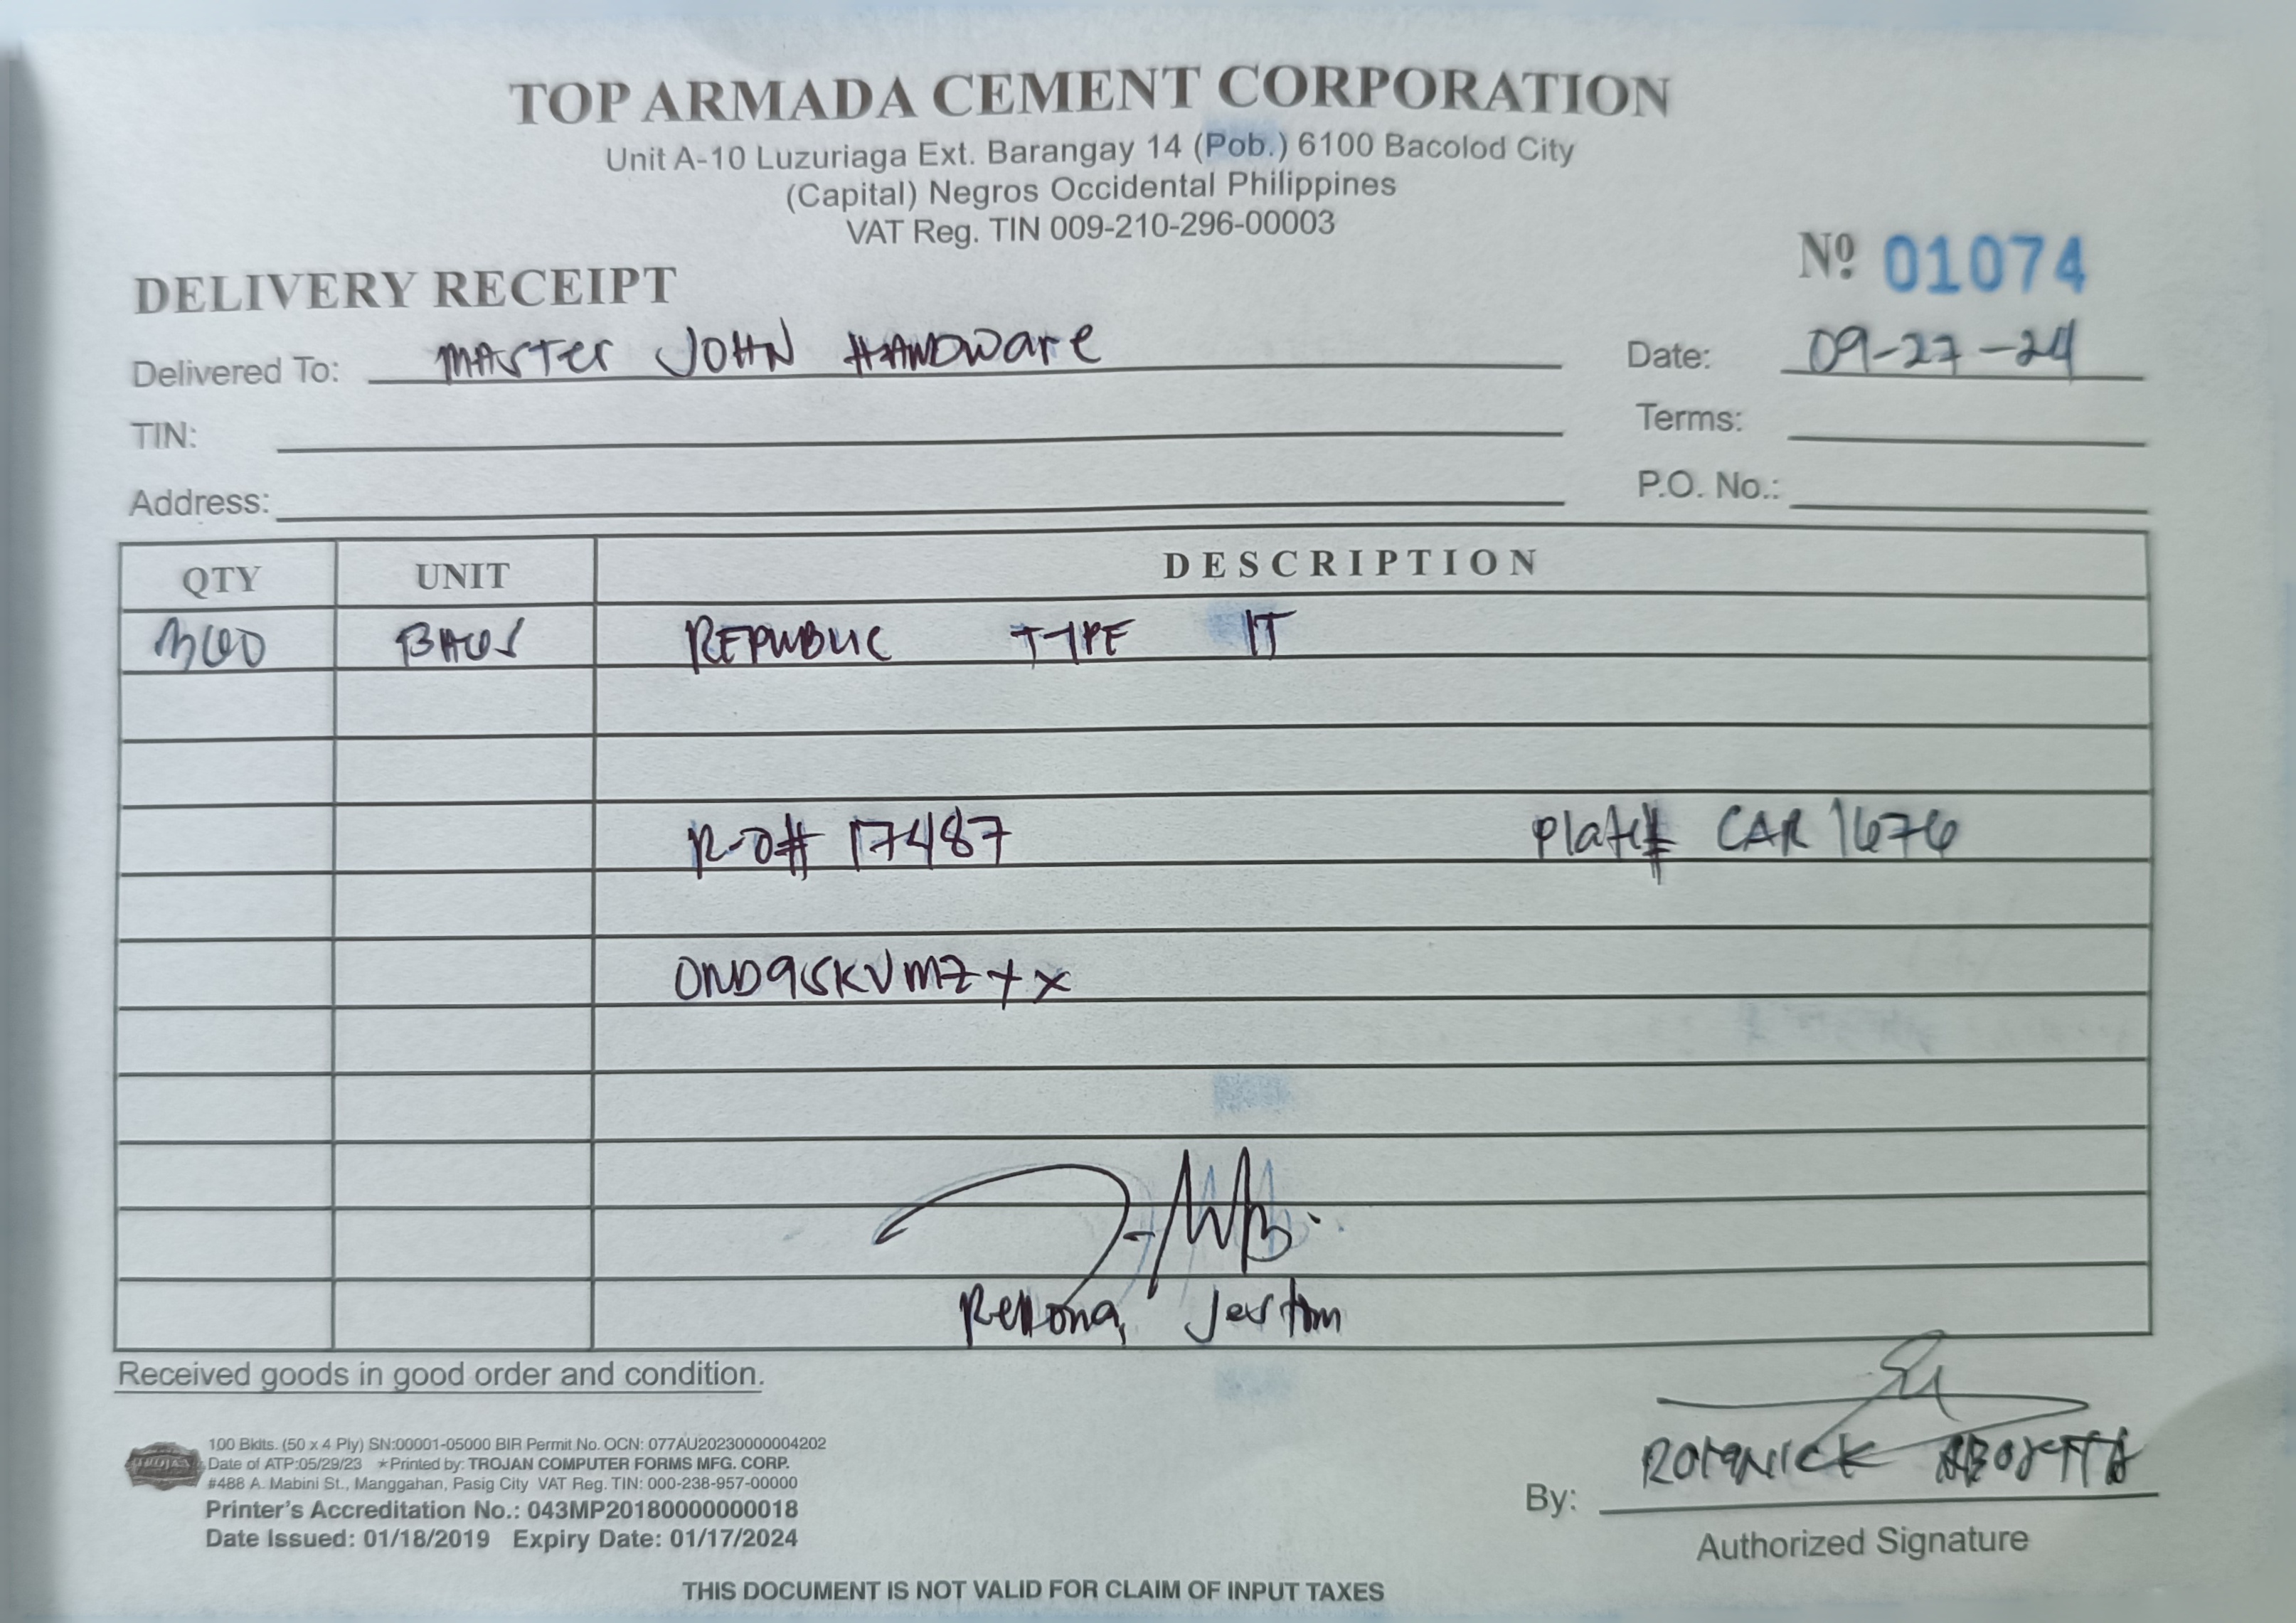 TOP ARMADA CEMENT CORPORATION
Unit A-10 Luzuriaga Ext. Barangay 14 (Pob.) 6100 Bacolod City
(Capital) Negros Occidental Philippines
VAT Reg. TIN 009-210-296-00003
Nº 01074
DELIVERY RECEIPT
Delivered To: MASTER JOHN HARDWARE
Date: 09-27-24
TIN:
Terms:
Address:
P.O. No.:
QTY UNIT DESCRIPTION
300 BAGS REPUBLIC TYPE 1T
R-O# 17487 Plate# CAR 1676
OND95KVMZ+X
Jestom
Received goods in good order and condition.
100 Bklts. (50 x 4 Ply) SN:00001-05000 BIR Permit No. OCN: 077AU20230000004202
TROJAN Date of ATP:05/29/23 *Printed by: TROJAN COMPUTER FORMS MFG. CORP.
#488 A. Mabini St., Manggahan, Pasig City VAT Reg. TIN: 000-238-957-00000
Printer's Accreditation No.: 043MP20180000000018
Date Issued: 01/18/2019 Expiry Date: 01/17/2024
By:
Authorized Signature
THIS DOCUMENT IS NOT VALID FOR CLAIM OF INPUT TAXES